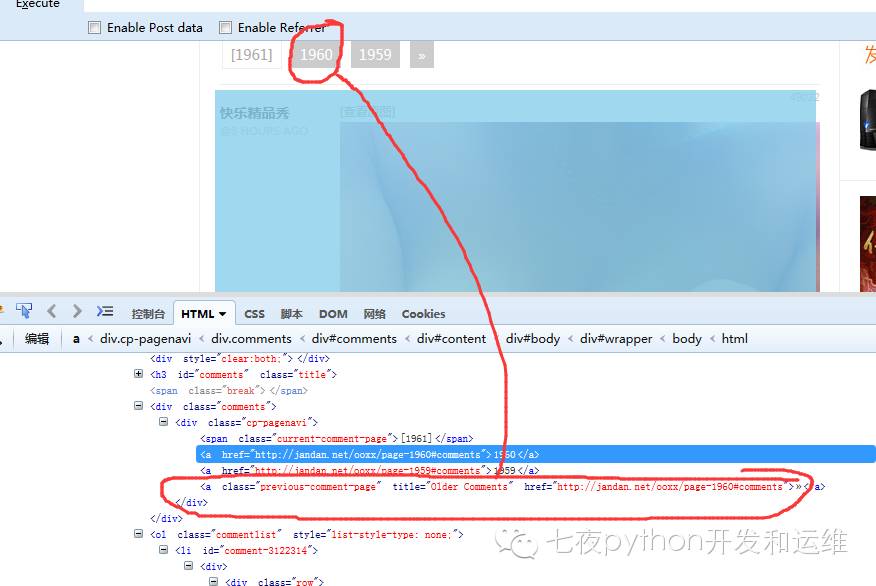 Execute
Enable Post data Enable Referrer
[1961] 1960 1959 »
快乐精品秀
@8 HOURS AGO
[查看原图]
控制台 HTML CSS 脚本 DOM 网络 Cookies
编辑 a < div.cp-pagenavi < div.comments < div#comments < div#content < div#body < div#wrapper < body < html
<div style="clear:both;"></div>
<h3 id="comments" class="title">
<span class="break"></span>
<div class="comments">
<div class="cp-pagenavi">
<span class="current-comment-page">[1961]</span>
<a href="http://jandan.net/ooxx/page-1960#comments">1960</a>
<a href="http://jandan.net/ooxx/page-1959#comments">1959</a>
<a class="previous-comment-page" title="Older Comments" href="http://jandan.net/ooxx/page-1960#comments">»</a>
</div>
</div>
<ol class="commentlist" style="list-style-type: none;">
<li id="comment-3122314">
<div>
<div class="row">
七夜python开发和运维